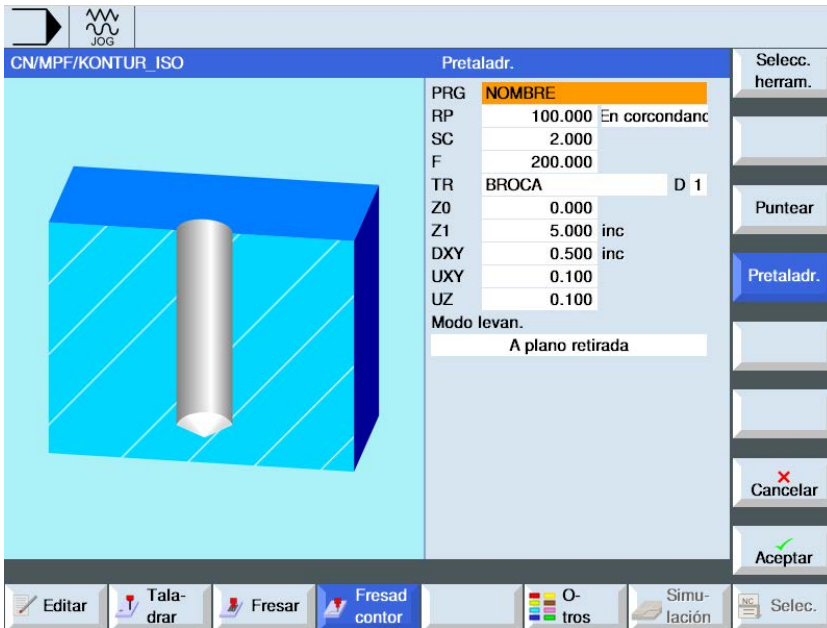 JOG
CN/MPF/KONTUR_ISO
Pretaladr.
Selecc.
herram.
PRG NOMBRE
RP 100.000 En corcondanc
SC 2.000
F 200.000
TR BROCA D 1
Z0 0.000
Puntear
Z1 5.000 inc
DXY 0.500 inc
UXY 0.100
Pretaladr.
UZ 0.100
Modo levan.
A plano retirada
Cancelar
Aceptar
Editar
Tala-
drar
Fresar
Fresad
contor
O-
tros
Simu-
lación
NC
Selec.